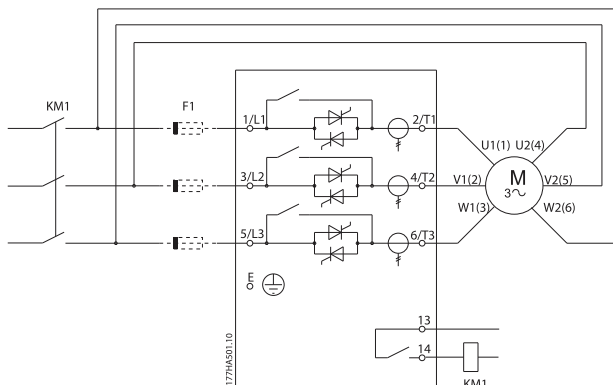 KM1
F1
1/L1
2/T1
U1(1) U2(4)
3/L2
4/T2
V1(2)
M
3~
V2(5)
W1(3)
W2(6)
5/L3
6/T3
E
13
14
KM1
177HA501.10